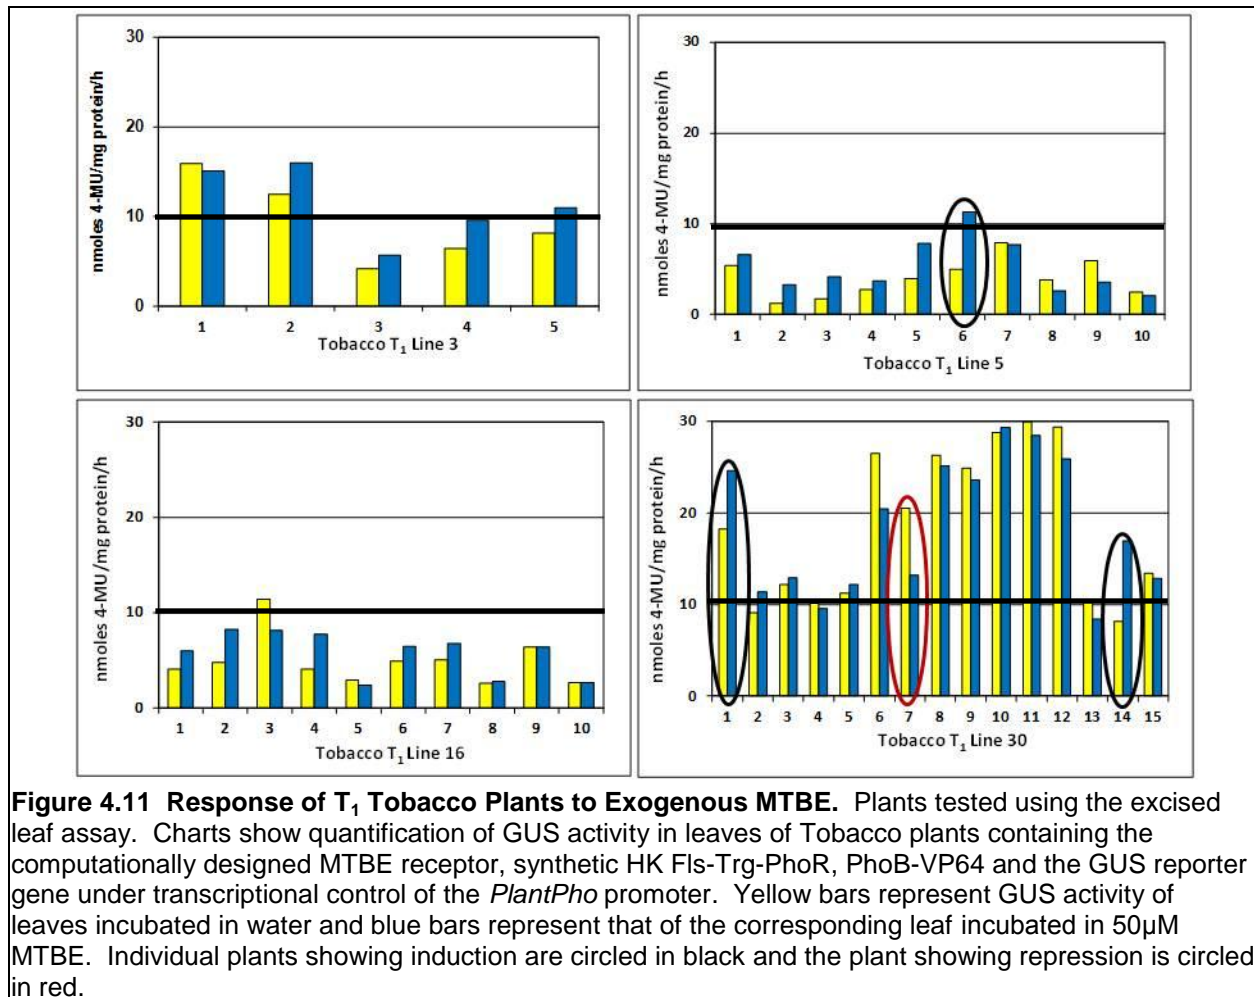 30
20
10
0
nmoles 4-MU/mg protein/h
1 2 3 4 5
Tobacco T₁ Line 3
30
20
10
0
nmoles 4-MU/mg protein/h
1 2 3 4 5 6 7 8 9 10
Tobacco T₁ Line 5
30
20
10
0
nmoles 4-MU/mg protein/h
1 2 3 4 5 6 7 8 9 10
Tobacco T₁ Line 16
30
20
10
0
nmoles 4-MU/mg protein/h
1 2 3 4 5 6 7 8 9 10 11 12 13 14 15
Tobacco T₁ Line 30
Figure 4.11 Response of T₁ Tobacco Plants to Exogenous MTBE. Plants tested using the excised
leaf assay. Charts show quantification of GUS activity in leaves of Tobacco plants containing the
computationally designed MTBE receptor, synthetic HK Fls-Trg-PhoR, PhoB-VP64 and the GUS reporter
gene under transcriptional control of the PlantPho promoter. Yellow bars represent GUS activity of
leaves incubated in water and blue bars represent that of the corresponding leaf incubated in 50µM
MTBE. Individual plants showing induction are circled in black and the plant showing repression is circled
in red.